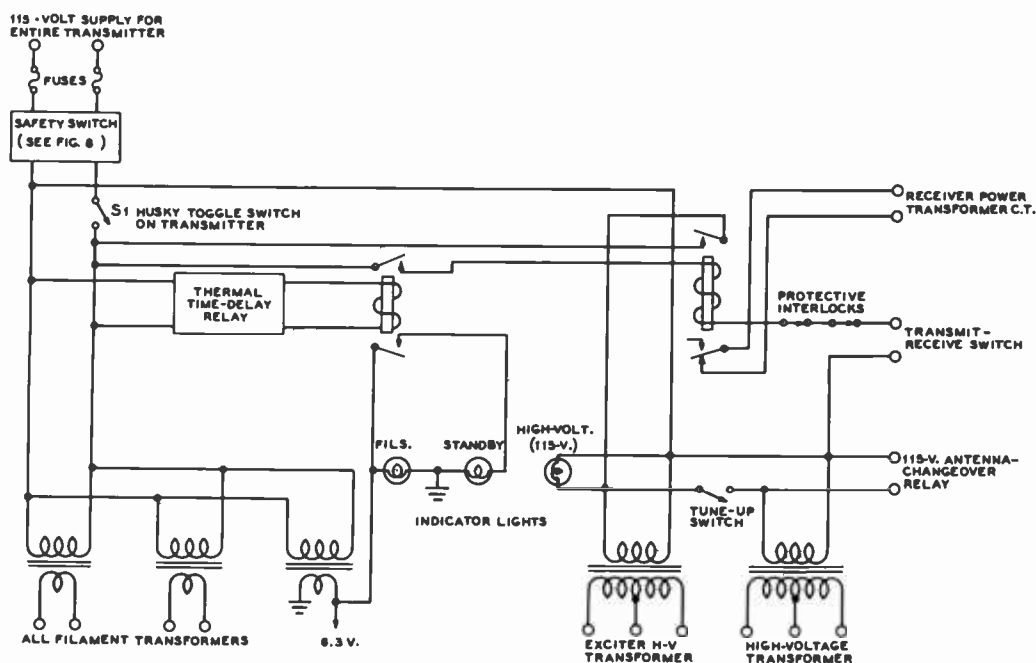 115-VOLT SUPPLY FOR
ENTIRE TRANSMITTER
FUSES
SAFETY SWITCH
(SEE FIG. 8)
S1 HUSKY TOGGLE SWITCH
ON TRANSMITTER
RECEIVER POWER
TRANSFORMER C.T.
THERMAL
TIME-DELAY
RELAY
PROTECTIVE
INTERLOCKS
TRANSMIT-
RECEIVE SWITCH
FILS.
STANDBY
HIGH-VOLT.
(115-V.)
115-V. ANTENNA-
CHANGEOVER
RELAY
TUNE-UP
SWITCH
INDICATOR LIGHTS
ALL FILAMENT TRANSFORMERS
6.3 V.
EXCITER H-V
TRANSFORMER
HIGH-VOLTAGE
TRANSFORMER